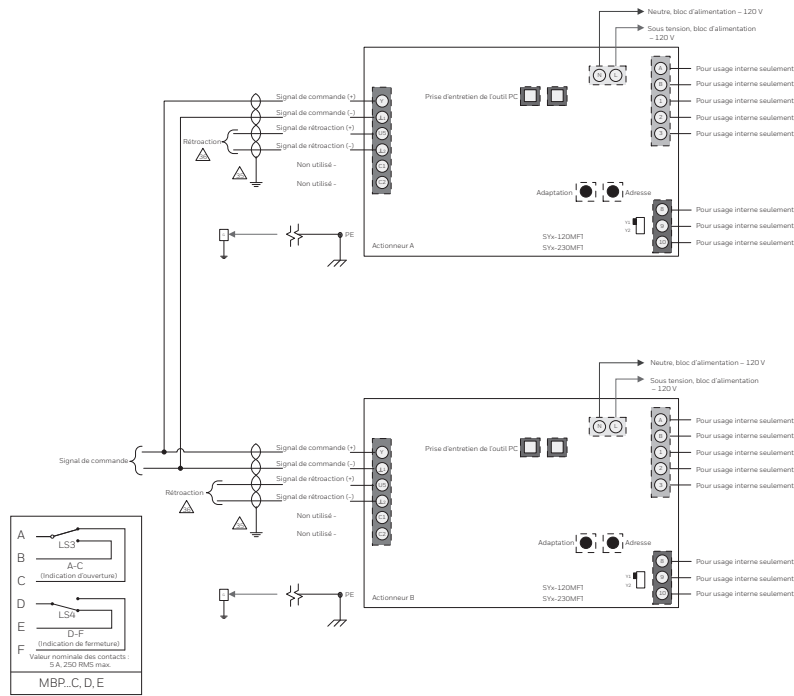 Neutre, bloc d'alimentation – 120 V
Sous tension, bloc d'alimentation
– 120 V
N L
A Pour usage interne seulement
B Pour usage interne seulement
1 Pour usage interne seulement
2 Pour usage interne seulement
3 Pour usage interne seulement
Prise d'entretien de l'outil PC
Signal de commande (+) Y
Signal de commande (-)
Signal de rétroaction (+) U5
Signal de rétroaction (-)
Rétroaction
Non utilisé - C1
Non utilisé - C2
Adaptation Adresse
8 Pour usage interne seulement
9 Pour usage interne seulement
10 Pour usage interne seulement
Y1
Y2
PE
SYx-120MFT
SYx-230MFT
Actionneur A
Neutre, bloc d'alimentation – 120 V
Sous tension, bloc d'alimentation
– 120 V
N L
A Pour usage interne seulement
B Pour usage interne seulement
1 Pour usage interne seulement
2 Pour usage interne seulement
3 Pour usage interne seulement
Prise d'entretien de l'outil PC
Signal de commande
Signal de commande (+) Y
Signal de commande (-)
Signal de rétroaction (+) U5
Signal de rétroaction (-)
Rétroaction
Non utilisé - C1
Non utilisé - C2
Adaptation Adresse
8 Pour usage interne seulement
9 Pour usage interne seulement
10 Pour usage interne seulement
Y1
Y2
PE
SYx-120MFT
SYx-230MFT
Actionneur B
A
LS3
B
A-C
(Indication d'ouverture)
C
D
LS4
E
D-F
(Indication de fermeture)
F
Valeur nominale des contacts :
5 A, 250 RMS max.
MBP...C, D, E